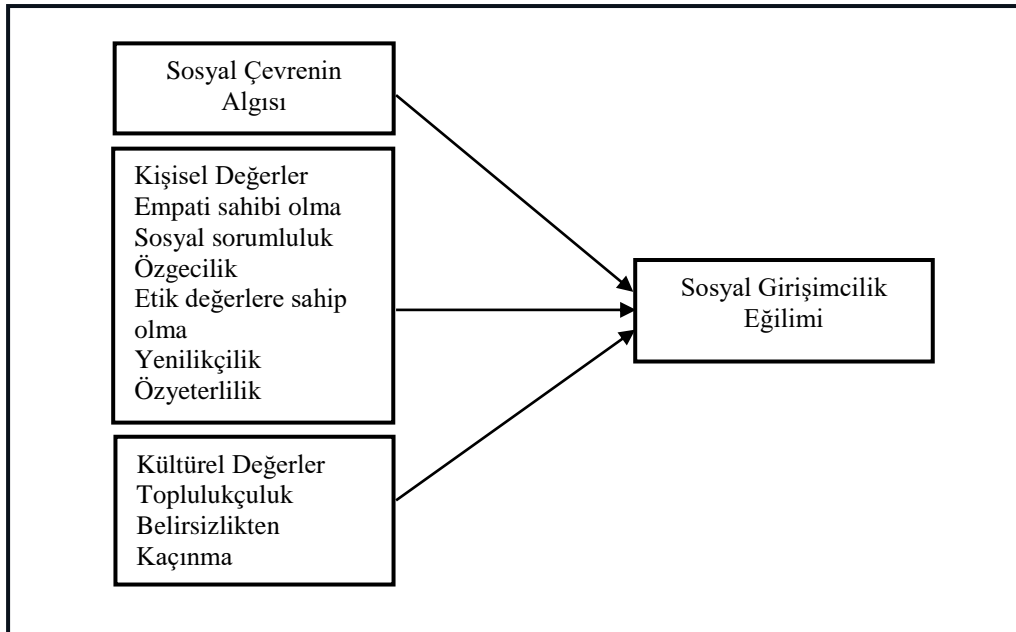 Sosyal Çevrenin
Algısı
Kişisel Değerler
Empati sahibi olma
Sosyal sorumluluk
Özgecilik
Etik değerlere sahip
olma
Yenilikçilik
Özyeterlilik
Kültürel Değerler
Toplulukçuluk
Belirsizlikten
Kaçınma
Sosyal Girişimcilik
Eğilimi